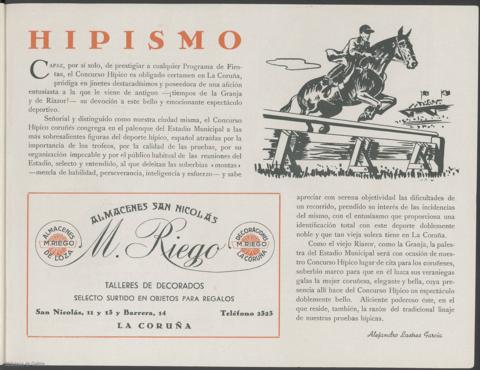 HIPISMO
CAPAZ, por sí solo, de prestigiar a cualquier Programa de Fies-
tas, el Concurso Hípico es obligado certamen en La Coruña,
pródiga en jinetes destacadísimos y poseedora de una afición
entusiasta a la que le viene de antiguo —¡tiempos de la Granja
y de Riazor!— su devoción a este bello y emocionante espectáculo
deportivo.
Señorial y distinguido como nuestra ciudad misma, el Concurso
Hípico coruñés congrega en el palenque del Estadio Municipal a las
más sobresalientes figuras del deporte hípico, español atraídas por la
importancia de los trofeos, por la calidad de las pruebas, por su
organización impecable y por el público habitual de las reuniones del
Estadio, selecto y entendido, al que deleitan las soberbias «montas»
—mezcla de habilidad, perseverancia, inteligencia y esfuerzo— y sabe
apreciar con serena objetividad las dificultades de
un recorrido, prendido su interés de las incidencias
del mismo, con el entusiasmo que proporciona una
identificación total con este deporte doblemente
noble y que tan vieja solera tiene en La Coruña.
Como el viejo Riazor, como la Granja, la pales-
tra del Estadio Municipal será con ocasión de nues-
tro Concurso Hípico lugar de cita para los coruñeses,
soberbio marco para que en él luzca sus veraniegas
galas la mujer coruñesa, elegante y bella, cuya pre-
sencia allí hace del Concurso Hípico un espectáculo
doblemente bello. Aliciente poderoso éste, en el
que reside, también, la razón del tradicional linaje
de nuestras pruebas hípicas.
Alejandro Lastres García
ALMACENES SAN NICOLÁS
ALMACENES
M.RIEGO
DE LOZA
M. Riego
DECORACION
M.RIEGO
LA CORUÑA
TALLERES DE DECORADOS
SELECTO SURTIDO EN OBJETOS PARA REGALOS
San Nicolás, 11 y 13 y Barrera, 14
Teléfono 2323
LA CORUÑA